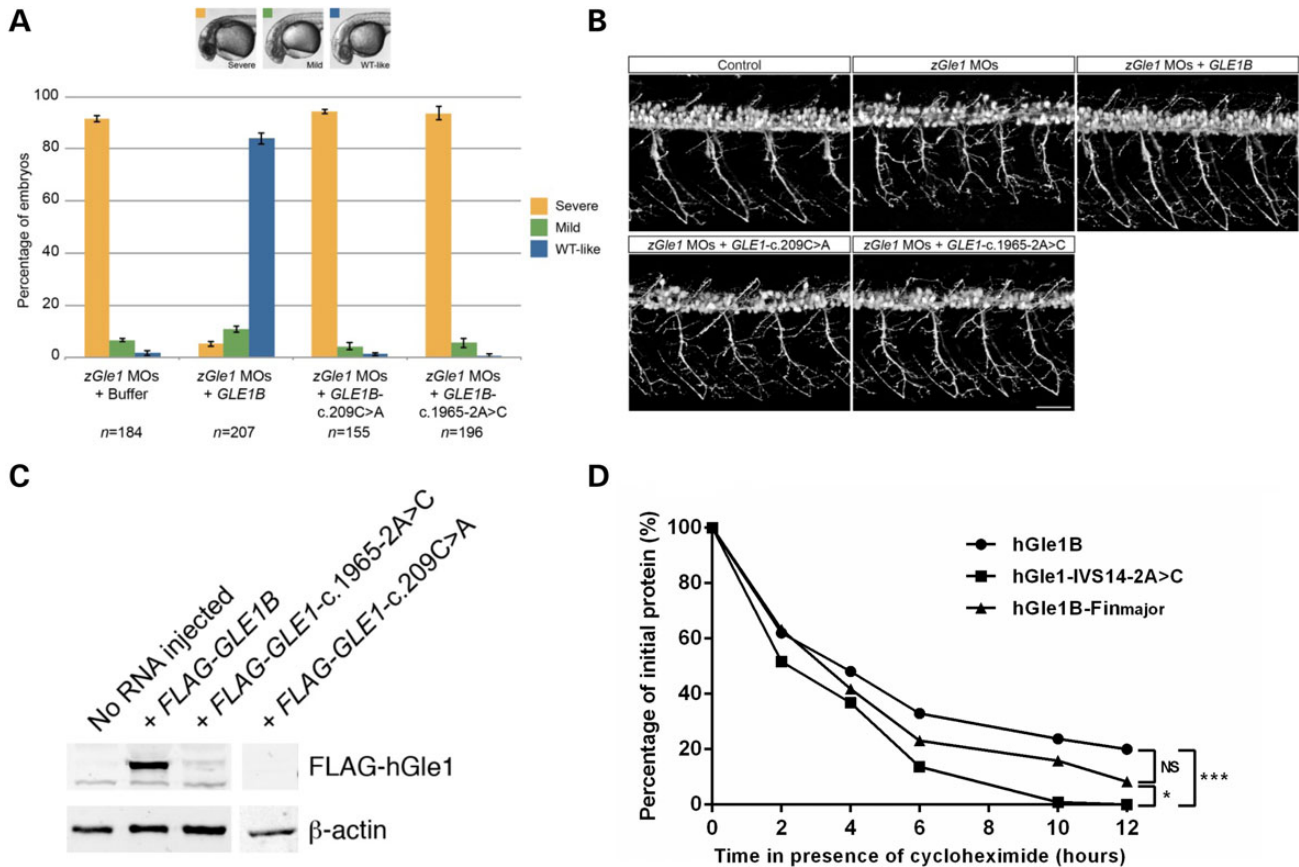 A
Severe
Mild
WT-like
100
80
60
40
20
0
Percentage of embryos
Severe
Mild
WT-like
zGle1 MOs
+ Buffer
n=184
zGle1 MOs
+ GLE1B
n=207
zGle1 MOs
+ GLE1B-
c.209C>A
n=155
zGle1 MOs
+ GLE1B-
c.1965-2A>C
n=196
B
Control
zGle1 MOs
zGle1 MOs + GLE1B
zGle1 MOs + GLE1-c.209C>A
zGle1 MOs + GLE1-c.1965-2A>C
C
No RNA injected
+ FLAG-GLE1B
+ FLAG-GLE1-c.1965-2A>C
+ FLAG-GLE1-c.209C>A
FLAG-hGle1
β-actin
D
Percentage of initial protein (%)
100
80
60
40
20
0
hGle1B
hGle1-IVS14-2A>C
hGle1B-Finmajor
NS
*
***
0 2 4 6 8 10 12
Time in presence of cycloheximide (hours)